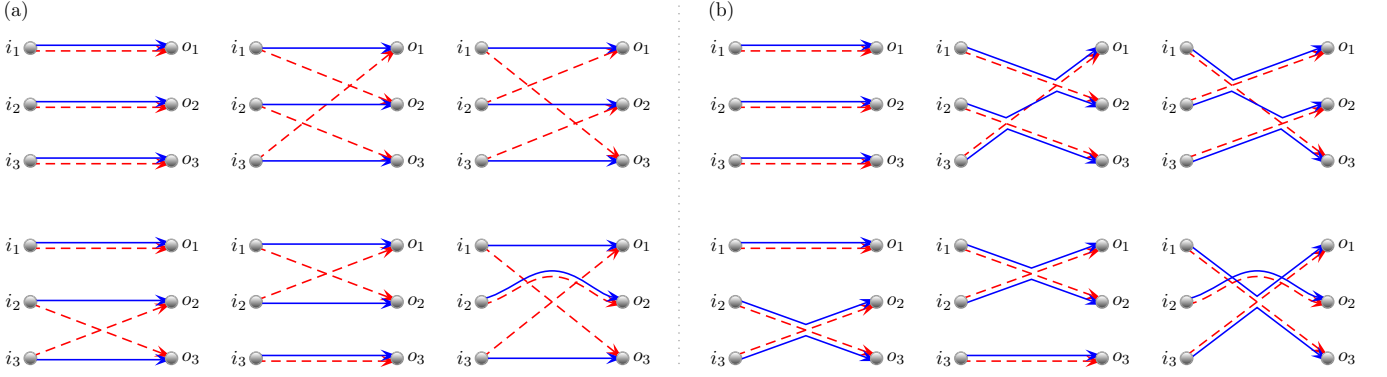 (a) (b)
i₁ o₁ i₁ o₁ i₁ o₁ i₁ o₁ i₁ o₁ i₁ o₁
i₂ o₂ i₂ o₂ i₂ o₂ i₂ o₂ i₂ o₂ i₂ o₂
i₃ o₃ i₃ o₃ i₃ o₃ i₃ o₃ i₃ o₃ i₃ o₃
i₁ o₁ i₁ o₁ i₁ o₁ i₁ o₁ i₁ o₁ i₁ o₁
i₂ o₂ i₂ o₂ i₂ o₂ i₂ o₂ i₂ o₂ i₂ o₂
i₃ o₃ i₃ o₃ i₃ o₃ i₃ o₃ i₃ o₃ i₃ o₃